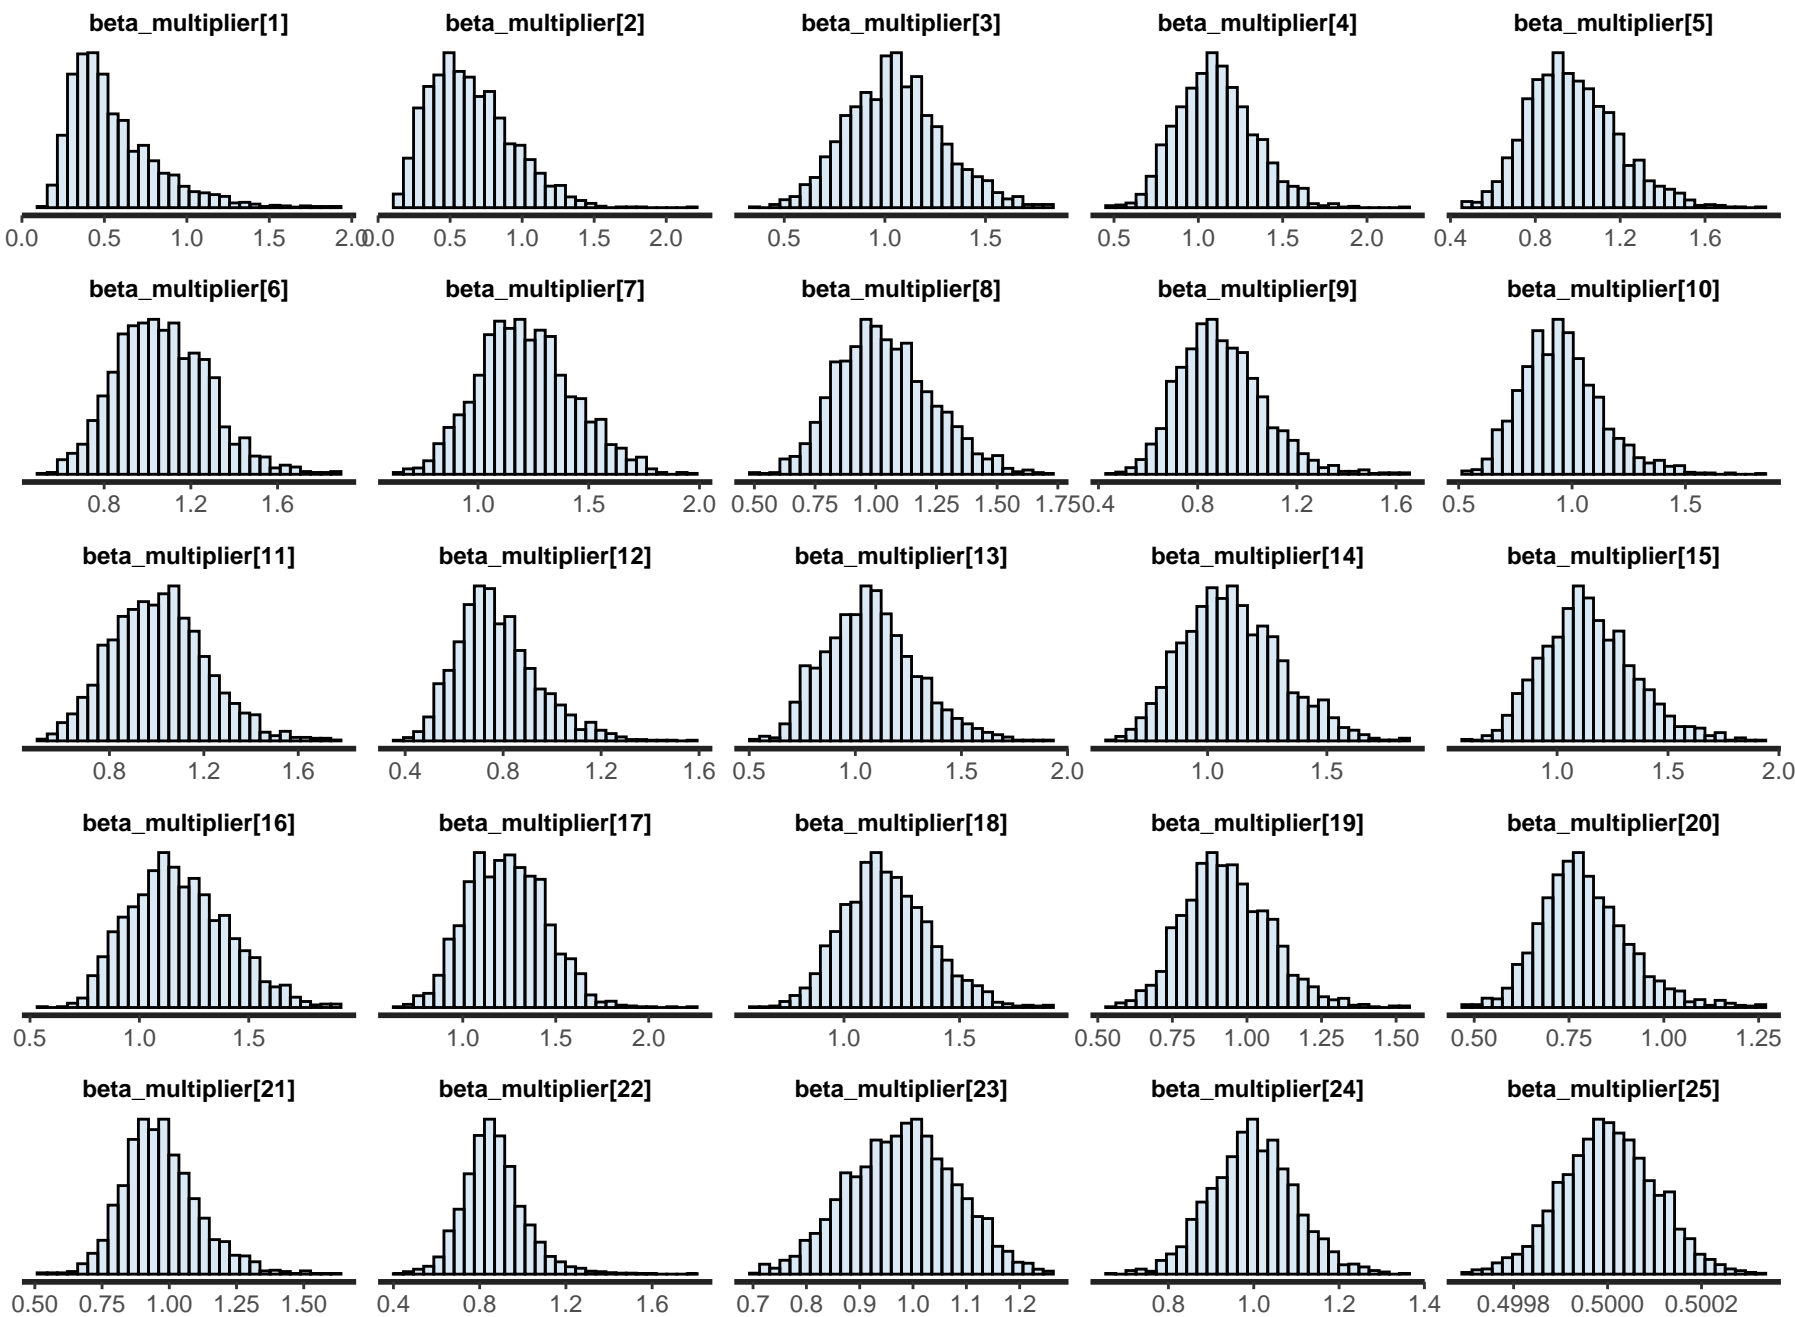 beta_multiplier[1] beta_multiplier[2] beta_multiplier[3] beta_multiplier[4] beta_multiplier[5]
0.0 0.5 1.0 1.5 2.0 0.0 0.5 1.0 1.5 2.0 0.5 1.0 1.5 0.5 1.0 1.5 2.0 0.4 0.8 1.2 1.6
beta_multiplier[6] beta_multiplier[7] beta_multiplier[8] beta_multiplier[9] beta_multiplier[10]
0.8 1.2 1.6 1.0 1.5 2.0 0.50 0.75 1.00 1.25 1.50 1.75 0.4 0.8 1.2 1.6 0.5 1.0 1.5
beta_multiplier[11] beta_multiplier[12] beta_multiplier[13] beta_multiplier[14] beta_multiplier[15]
0.8 1.2 1.6 0.4 0.8 1.2 1.6 0.5 1.0 1.5 2.0 1.0 1.5 1.0 1.5 2.0
beta_multiplier[16] beta_multiplier[17] beta_multiplier[18] beta_multiplier[19] beta_multiplier[20]
0.5 1.0 1.5 1.0 1.5 2.0 1.0 1.5 0.50 0.75 1.00 1.25 1.50 0.50 0.75 1.00 1.25
beta_multiplier[21] beta_multiplier[22] beta_multiplier[23] beta_multiplier[24] beta_multiplier[25]
0.50 0.75 1.00 1.25 1.50 0.4 0.8 1.2 1.6 0.7 0.8 0.9 1.0 1.1 1.2 0.8 1.0 1.2 1.4 0.4998 0.5000 0.5002